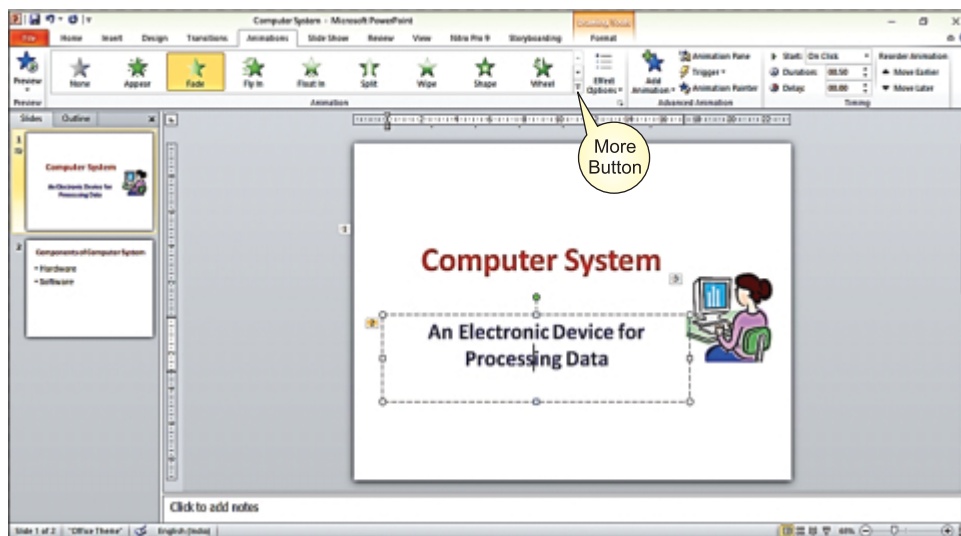 Computer System - Microsoft PowerPoint
Drawing Tools
File Home Insert Design Transitions Animations Slide Show Review View Nitro Pro 9 Storyboarding Format
Preview
None
Appear
Fade
Fly In
Float In
Split
Wipe
Shape
Wheel
Effect
Options
Add
Animation
Animation Pane
Trigger
Animation Painter
Start: On Click
Duration: 00.50
Delay: 00.00
Reorder Animation
Move Earlier
Move Later
Preview
Animation
Advanced Animation
Timing
Slides Outline
More
Button
1
Computer System
An Electronic Device for
Processing Data
2
Components of Computer System
• Hardware
• Software
1
Computer System
3
2
An Electronic Device for
Processing Data
Click to add notes
Slide 1 of 2 "Office Theme" English (India)